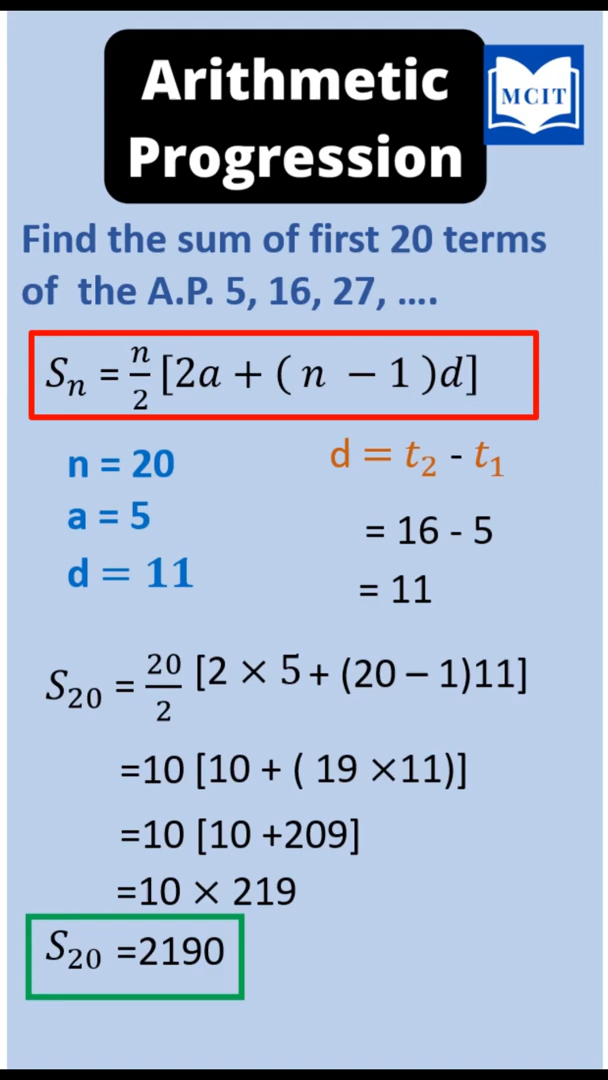 Arithmetic
Progression
MCIT
Find the sum of first 20 terms
of the A.P. 5, 16, 27, ....
Sₙ = n/2 [2a + ( n − 1 )d]
n = 20
a = 5
d = 11
d = t₂ - t₁
= 16 - 5
= 11
S₂₀ = 20/2 [2 × 5 + (20 − 1)11]
=10 [10 + ( 19 ×11)]
=10 [10 +209]
=10 × 219
S₂₀ =2190